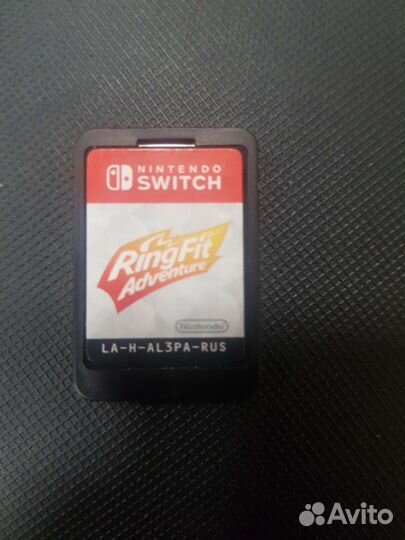 NINTENDO
SWITCH
RingFit
Adventure
Nintendo
LA-H-AL3PA-RUS
Avito